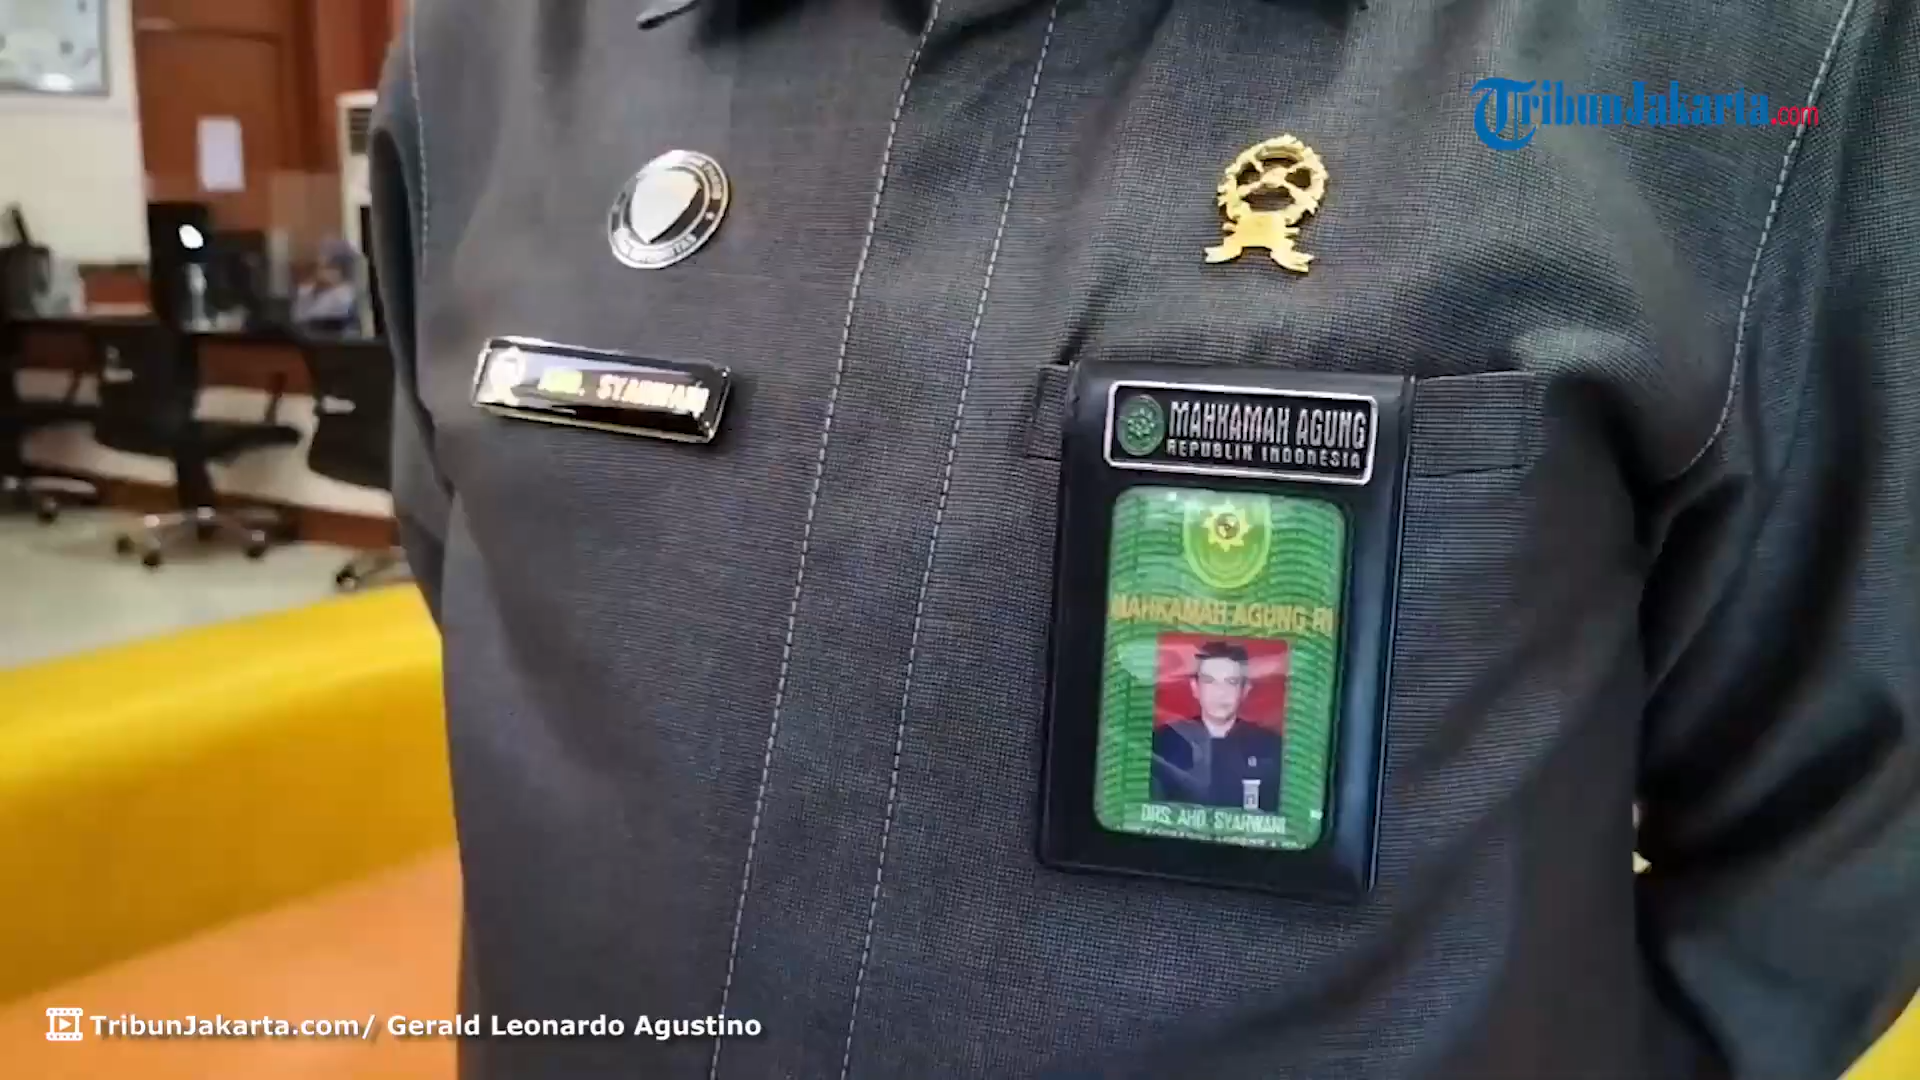 TribunJakarta.com
AHD. SYARWANI
MAHKAMAH AGUNG
REPUBLIK INDONESIA
MAHKAMAH AGUNG RI
DRS. AHD. SYARWANI
TribunJakarta.com/ Gerald Leonardo Agustino